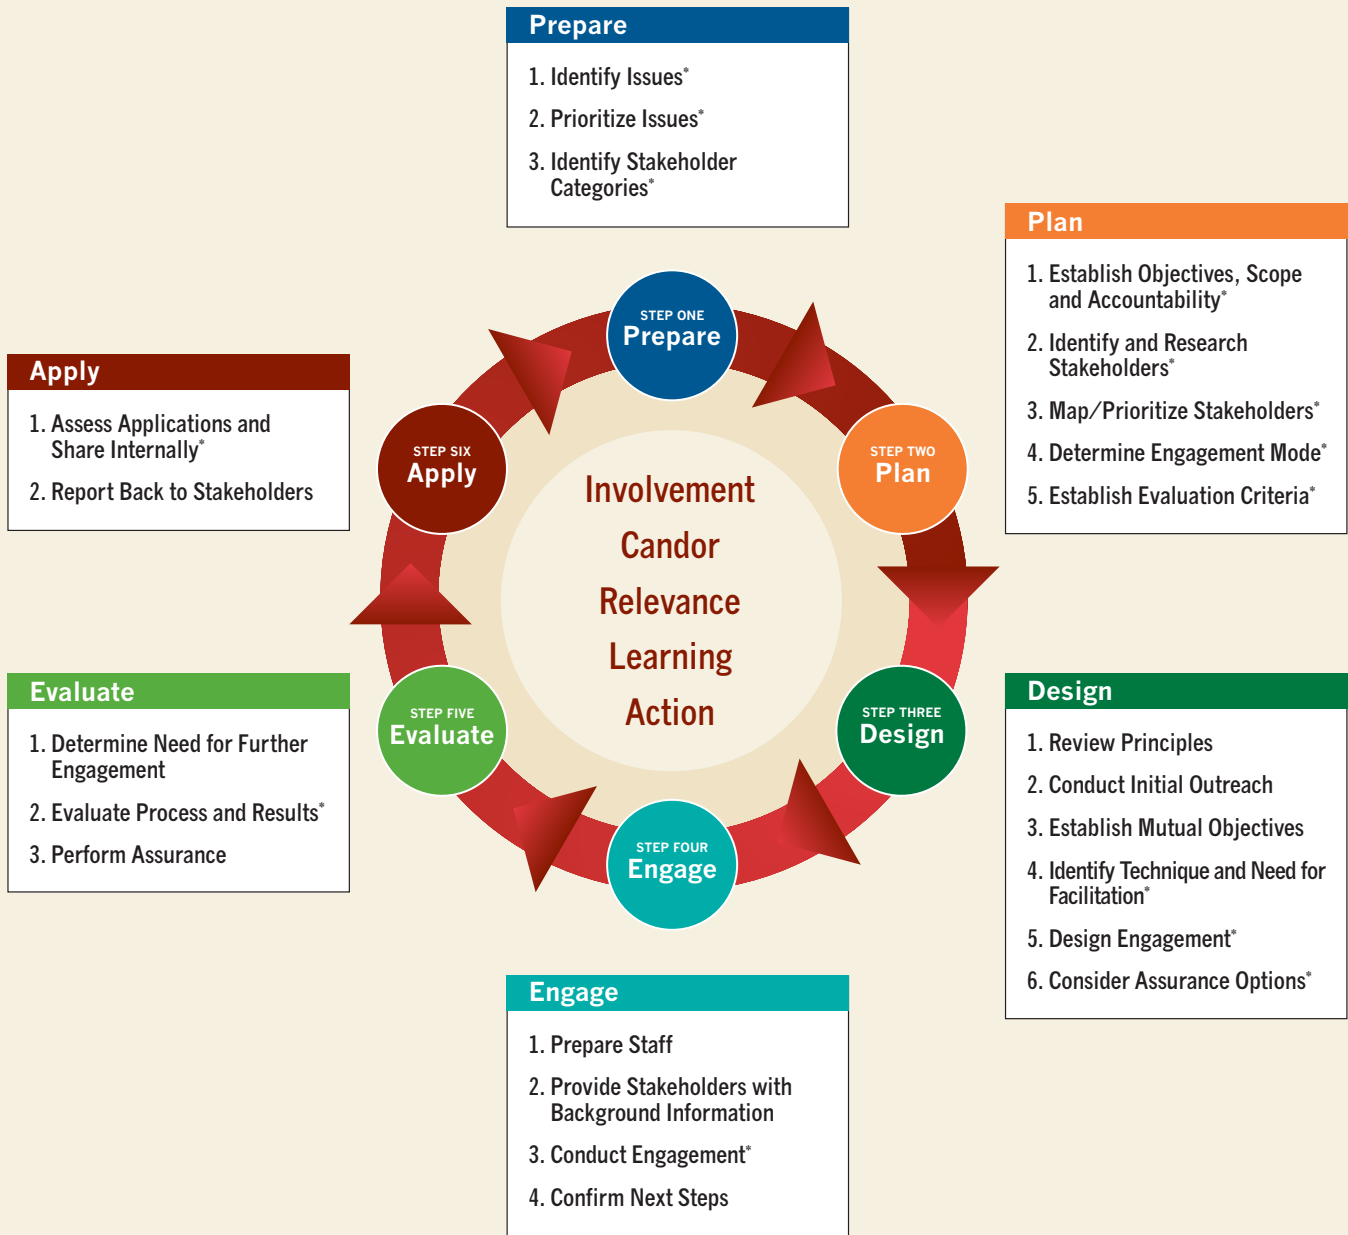 Prepare
1. Identify Issues*
2. Prioritize Issues*
3. Identify Stakeholder
Categories*
Plan
1. Establish Objectives, Scope
and Accountability*
2. Identify and Research
Stakeholders*
3. Map/Prioritize Stakeholders*
4. Determine Engagement Mode*
5. Establish Evaluation Criteria*
Design
1. Review Principles
2. Conduct Initial Outreach
3. Establish Mutual Objectives
4. Identify Technique and Need for
Facilitation*
5. Design Engagement*
6. Consider Assurance Options*
Engage
1. Prepare Staff
2. Provide Stakeholders with
Background Information
3. Conduct Engagement*
4. Confirm Next Steps
Evaluate
1. Determine Need for Further
Engagement
2. Evaluate Process and Results*
3. Perform Assurance
Apply
1. Assess Applications and
Share Internally*
2. Report Back to Stakeholders
STEP ONE
Prepare
STEP TWO
Plan
STEP THREE
Design
STEP FOUR
Engage
STEP FIVE
Evaluate
STEP SIX
Apply
Involvement
Candor
Relevance
Learning
Action